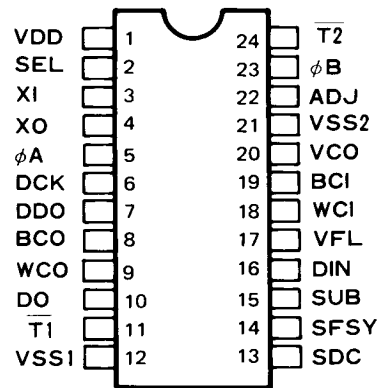 VDD 1 24 T2
SEL 2 23 φB
XI 3 22 ADJ
XO 4 21 VSS2
φA 5 20 VCO
DCK 6 19 BCI
DDO 7 18 WCI
BCO 8 17 VFL
WCO 9 16 DIN
DO 10 15 SUB
T1 11 14 SFSY
VSS1 12 13 SDC